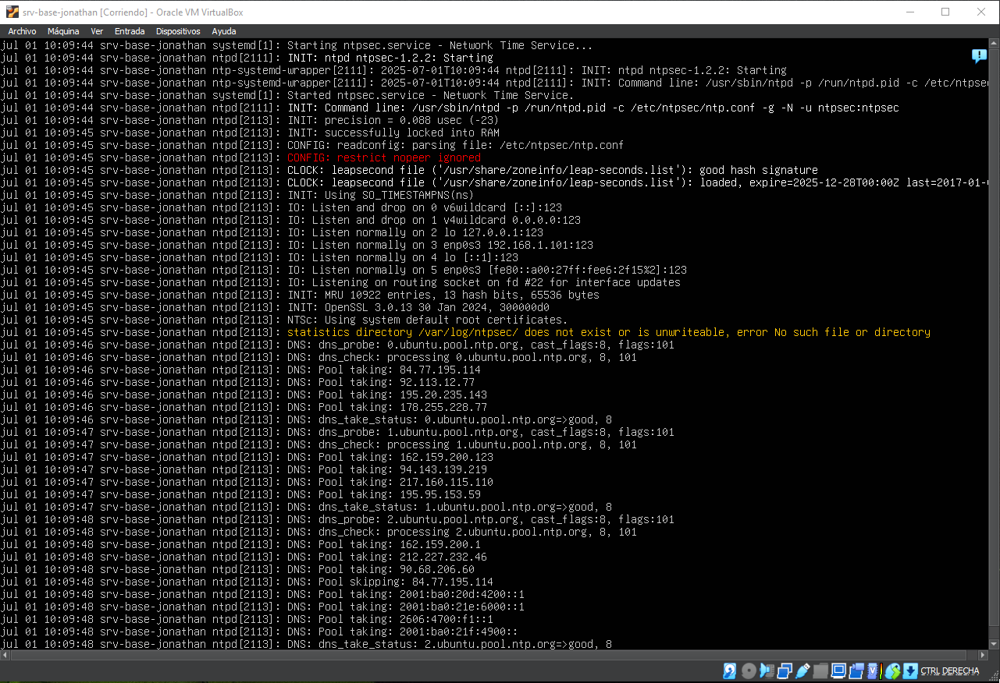 srv-base-jonathan [Corriendo] - Oracle VM VirtualBox
Archivo Máquina Ver Entrada Dispositivos Ayuda
jul 01 10:09:44 srv-base-jonathan systemd[1]: Starting ntpsec.service - Network Time Service...
jul 01 10:09:44 srv-base-jonathan ntpd[2111]: INIT: ntpd ntpsec-1.2.2: Starting
jul 01 10:09:44 srv-base-jonathan ntp-systemd-wrapper[2111]: 2025-07-01T10:09:44 ntpd[2111]: INIT: ntpd ntpsec-1.2.2: Starting
jul 01 10:09:44 srv-base-jonathan ntp-systemd-wrapper[2111]: 2025-07-01T10:09:44 ntpd[2111]: INIT: Command line: /usr/sbin/ntpd -p /run/ntpd.pid -c /etc/ntpse
jul 01 10:09:44 srv-base-jonathan systemd[1]: Started ntpsec.service - Network Time Service.
jul 01 10:09:44 srv-base-jonathan ntpd[2111]: INIT: Command line: /usr/sbin/ntpd -p /run/ntpd.pid -c /etc/ntpsec/ntp.conf -g -N -u ntpsec:ntpsec
jul 01 10:09:44 srv-base-jonathan ntpd[2113]: INIT: precision = 0.088 usec (-23)
jul 01 10:09:45 srv-base-jonathan ntpd[2113]: INIT: successfully locked into RAM
jul 01 10:09:45 srv-base-jonathan ntpd[2113]: CONFIG: readconfig: parsing file: /etc/ntpsec/ntp.conf
jul 01 10:09:45 srv-base-jonathan ntpd[2113]: CONFIG: restrict nopeer ignored
jul 01 10:09:45 srv-base-jonathan ntpd[2113]: CLOCK: leapsecond file ('/usr/share/zoneinfo/leap-seconds.list'): good hash signature
jul 01 10:09:45 srv-base-jonathan ntpd[2113]: CLOCK: leapsecond file ('/usr/share/zoneinfo/leap-seconds.list'): loaded, expire=2025-12-28T00:00Z last=2017-01-
jul 01 10:09:45 srv-base-jonathan ntpd[2113]: INIT: Using SO_TIMESTAMPNS(ns)
jul 01 10:09:45 srv-base-jonathan ntpd[2113]: IO: Listen and drop on 0 v6wildcard [::]:123
jul 01 10:09:45 srv-base-jonathan ntpd[2113]: IO: Listen and drop on 1 v4wildcard 0.0.0.0:123
jul 01 10:09:45 srv-base-jonathan ntpd[2113]: IO: Listen normally on 2 lo 127.0.0.1:123
jul 01 10:09:45 srv-base-jonathan ntpd[2113]: IO: Listen normally on 3 enp0s3 192.168.1.101:123
jul 01 10:09:45 srv-base-jonathan ntpd[2113]: IO: Listen normally on 4 lo [::1]:123
jul 01 10:09:45 srv-base-jonathan ntpd[2113]: IO: Listen normally on 5 enp0s3 [fe80::a00:27ff:fee6:2f15%2]:123
jul 01 10:09:45 srv-base-jonathan ntpd[2113]: IO: Listening on routing socket on fd #22 for interface updates
jul 01 10:09:45 srv-base-jonathan ntpd[2113]: INIT: MRU 10922 entries, 13 hash bits, 65536 bytes
jul 01 10:09:45 srv-base-jonathan ntpd[2113]: INIT: OpenSSL 3.0.13 30 Jan 2024, 300000d0
jul 01 10:09:45 srv-base-jonathan ntpd[2113]: NTSc: Using system default root certificates.
jul 01 10:09:45 srv-base-jonathan ntpd[2113]: statistics directory /var/log/ntpsec/ does not exist or is unwriteable, error No such file or directory
jul 01 10:09:46 srv-base-jonathan ntpd[2113]: DNS: dns_probe: 0.ubuntu.pool.ntp.org, cast_flags:8, flags:101
jul 01 10:09:46 srv-base-jonathan ntpd[2113]: DNS: dns_check: processing 0.ubuntu.pool.ntp.org, 8, 101
jul 01 10:09:46 srv-base-jonathan ntpd[2113]: DNS: Pool taking: 84.77.195.114
jul 01 10:09:46 srv-base-jonathan ntpd[2113]: DNS: Pool taking: 92.113.12.77
jul 01 10:09:46 srv-base-jonathan ntpd[2113]: DNS: Pool taking: 195.20.235.143
jul 01 10:09:46 srv-base-jonathan ntpd[2113]: DNS: Pool taking: 178.255.228.77
jul 01 10:09:46 srv-base-jonathan ntpd[2113]: DNS: dns_take_status: 0.ubuntu.pool.ntp.org=>good, 8
jul 01 10:09:47 srv-base-jonathan ntpd[2113]: DNS: dns_probe: 1.ubuntu.pool.ntp.org, cast_flags:8, flags:101
jul 01 10:09:47 srv-base-jonathan ntpd[2113]: DNS: dns_check: processing 1.ubuntu.pool.ntp.org, 8, 101
jul 01 10:09:47 srv-base-jonathan ntpd[2113]: DNS: Pool taking: 162.159.200.123
jul 01 10:09:47 srv-base-jonathan ntpd[2113]: DNS: Pool taking: 94.143.139.219
jul 01 10:09:47 srv-base-jonathan ntpd[2113]: DNS: Pool taking: 217.160.115.110
jul 01 10:09:47 srv-base-jonathan ntpd[2113]: DNS: Pool taking: 195.95.153.59
jul 01 10:09:47 srv-base-jonathan ntpd[2113]: DNS: dns_take_status: 1.ubuntu.pool.ntp.org=>good, 8
jul 01 10:09:48 srv-base-jonathan ntpd[2113]: DNS: dns_probe: 2.ubuntu.pool.ntp.org, cast_flags:8, flags:101
jul 01 10:09:48 srv-base-jonathan ntpd[2113]: DNS: dns_check: processing 2.ubuntu.pool.ntp.org, 8, 101
jul 01 10:09:48 srv-base-jonathan ntpd[2113]: DNS: Pool taking: 162.159.200.1
jul 01 10:09:48 srv-base-jonathan ntpd[2113]: DNS: Pool taking: 212.227.232.46
jul 01 10:09:48 srv-base-jonathan ntpd[2113]: DNS: Pool taking: 90.68.206.60
jul 01 10:09:48 srv-base-jonathan ntpd[2113]: DNS: Pool skipping: 84.77.195.114
jul 01 10:09:48 srv-base-jonathan ntpd[2113]: DNS: Pool taking: 2001:ba0:20d:4200::1
jul 01 10:09:48 srv-base-jonathan ntpd[2113]: DNS: Pool taking: 2001:ba0:21e:6000::1
jul 01 10:09:48 srv-base-jonathan ntpd[2113]: DNS: Pool taking: 2606:4700:f1::1
jul 01 10:09:48 srv-base-jonathan ntpd[2113]: DNS: Pool taking: 2001:ba0:21f:4900::
jul 01 10:09:48 srv-base-jonathan ntpd[2113]: DNS: dns_take_status: 2.ubuntu.pool.ntp.org=>good, 8
CTRL DERECHA